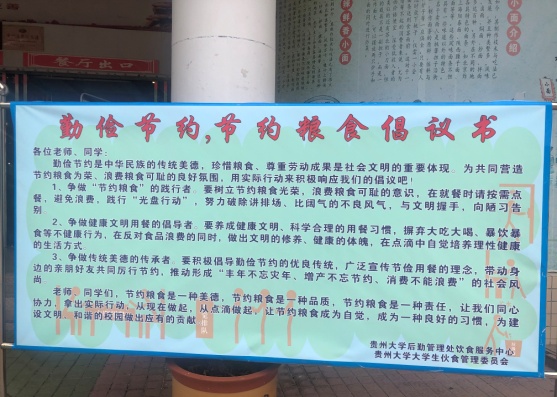 餐厅出口
小面介绍
勤俭节约,节约粮食倡议书
各位老师、同学:
勤俭节约是中华民族的传统美德,珍惜粮食、尊重劳动成果是社会文明的重要体现。为共同营造
节约粮食为荣、浪费粮食可耻的良好氛围,用实际行动来积极响应我们的倡议吧!
1、争做“节约粮食”的践行者。要树立节约粮食光荣,浪费粮食可耻的意识,在就餐时请按需点
餐,避免浪费,践行“光盘行动”,努力破除讲排场、比阔气的不良风气,与文明握手,向陋习告
别
2、争做健康文明用餐的倡导者。要养成健康文明、科学合理的用餐习惯,摒弃大吃大喝、暴饮暴
食等不健康行为,在反对食品浪费的同时,做出文明的修养、健康的体魄,在点滴中自觉培养理性健康
的生活方式
3、争做文明美德的传承者。要积极倡导勤俭节约的优良传统,广泛宣传节俭用餐的理念,带动身
边的亲朋好友共同厉行节约,推动形成“丰年不忘灾年、增产不忘节约、消费不能浪费”的社会风
尚
老师、同学们,节约粮食是一种美德,节约粮食是一种品质,节约粮食是一种责任,让我们同心
协力,拿出实际行动,从现在做起,从点滴做起,让节约粮食成为自觉,成为一种良好的习惯,为建
设文明、和谐的校园做出应有的贡献
排队
贵州大学后勤管理处饮食服务中心
贵州大学大学生伙食管理委员会